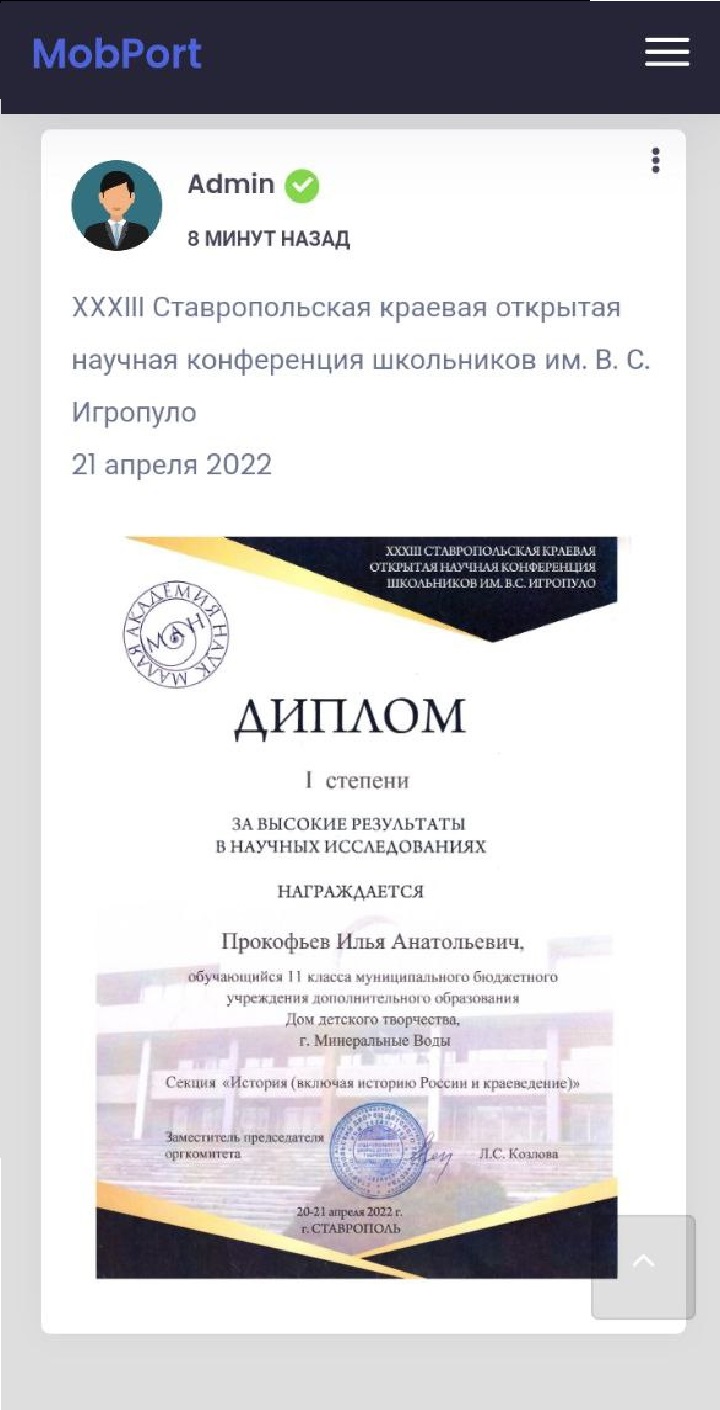 MobPort
Admin
8 МИНУТ НАЗАД
XXXIII Ставропольская краевая открытая
научная конференция школьников им. В. С.
Игропуло
21 апреля 2022
XXXIII СТАВРОПОЛЬСКАЯ КРАЕВАЯ
ОТКРЫТАЯ НАУЧНАЯ КОНФЕРЕНЦИЯ
ШКОЛЬНИКОВ ИМ. В.С. ИГРОПУЛО
МАЛАЯ АКАДЕМИЯ НАУК
МАН
ДИПЛОМ
I степени
ЗА ВЫСОКИЕ РЕЗУЛЬТАТЫ
В НАУЧНЫХ ИССЛЕДОВАНИЯХ
НАГРАЖДАЕТСЯ
Прокофьев Илья Анатольевич,
обучающийся 11 класса муниципального бюджетного
учреждения дополнительного образования
Дом детского творчества,
г. Минеральные Воды
Секция «История (включая историю России и краеведение)»
Заместитель председателя
оргкомитета
Л.С. Козлова
20-21 апреля 2022 г.
г. СТАВРОПОЛЬ